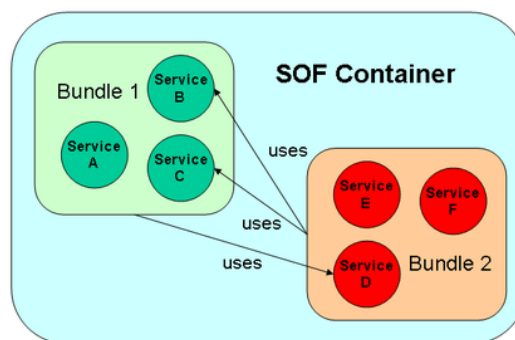 SOF Container
Bundle 1
Service
B
Service
A
Service
C
uses
uses
uses
Service
E
Service
F
Service
D
Bundle 2